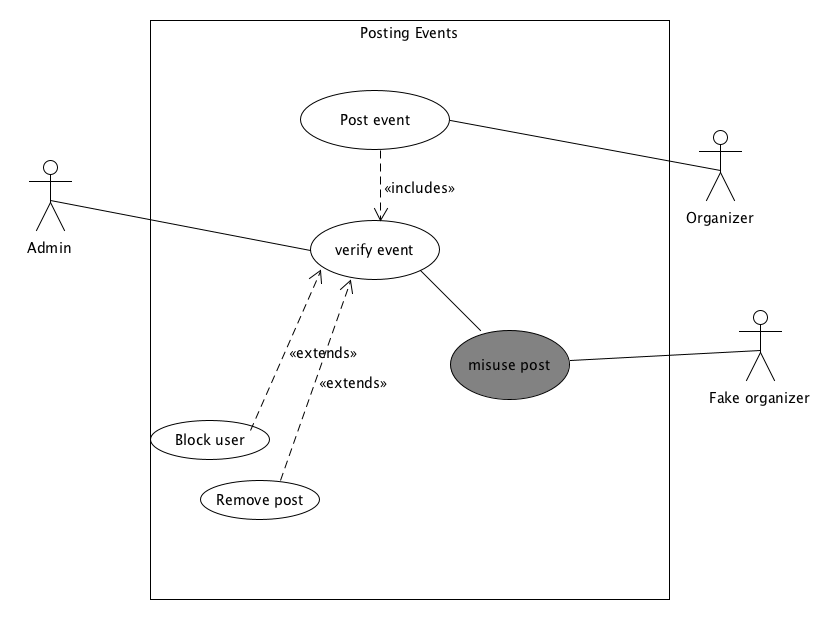 Posting Events
Post event
«includes»
Organizer
Admin
verify event
«extends»
misuse post
«extends»
Fake organizer
Block user
Remove post